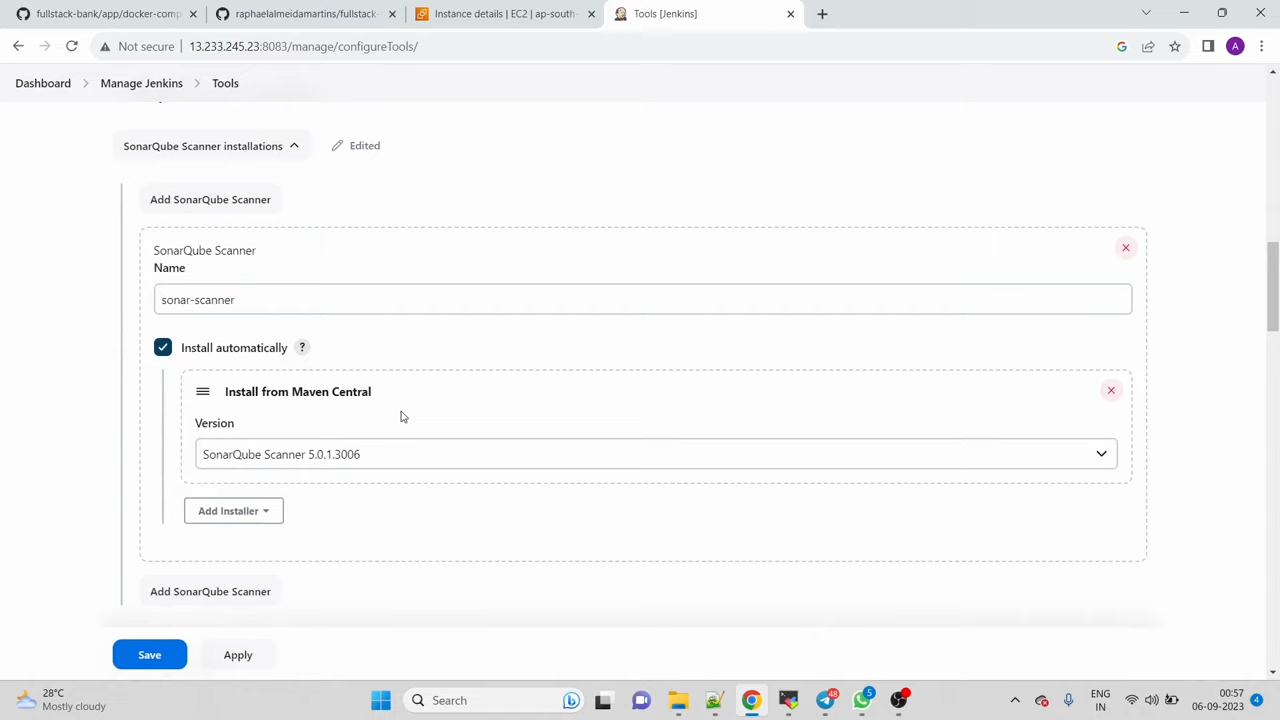 fullstack-bank/app/docker-comp
raphaelalmeidamartins/fullstack-
Instance details | EC2 | ap-south-
Tools [Jenkins]
Not secure
13.233.245.23:8083/manage/configureTools/
A
Dashboard
Manage Jenkins
Tools
SonarQube Scanner installations
Edited
Add SonarQube Scanner
SonarQube Scanner
Name
sonar-scanner
Install automatically
?
Install from Maven Central
Version
SonarQube Scanner 5.0.1.3006
Add Installer
Add SonarQube Scanner
Save
Apply
28°C
Mostly cloudy
Search
48
5
ENG
IN
00:57
06-09-2023
4